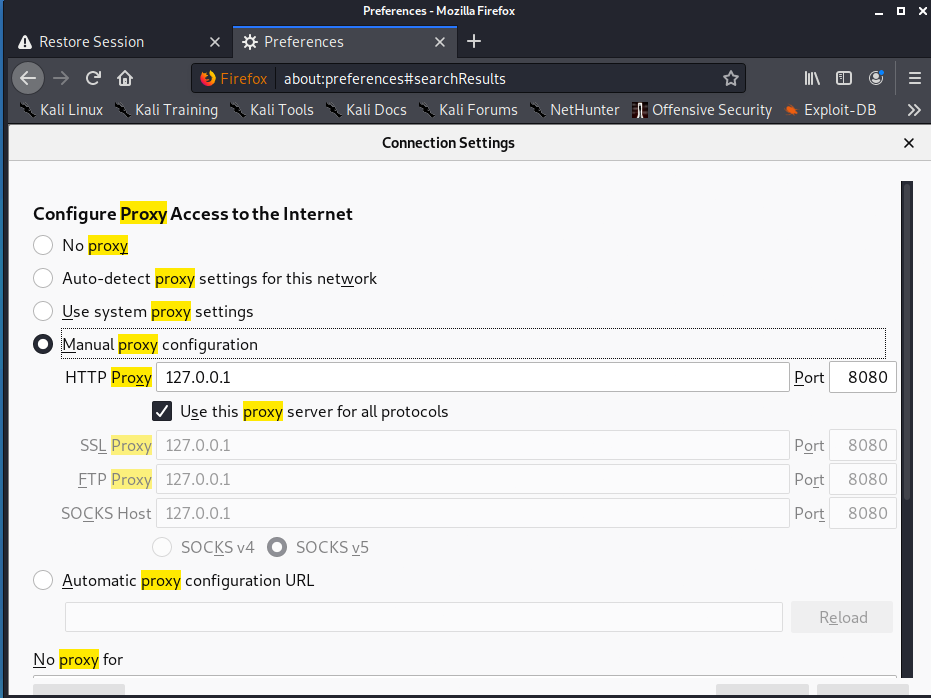 Preferences - Mozilla Firefox
Restore Session
Preferences
Firefox about:preferences#searchResults
Kali Linux Kali Training Kali Tools Kali Docs Kali Forums NetHunter Offensive Security Exploit-DB
Connection Settings
Configure Proxy Access to the Internet
No proxy
Auto-detect proxy settings for this network
Use system proxy settings
Manual proxy configuration
HTTP Proxy 127.0.0.1 Port 8080
Use this proxy server for all protocols
SSL Proxy 127.0.0.1 Port 8080
FTP Proxy 127.0.0.1 Port 8080
SOCKS Host 127.0.0.1 Port 8080
SOCKS v4 SOCKS v5
Automatic proxy configuration URL
Reload
No proxy for